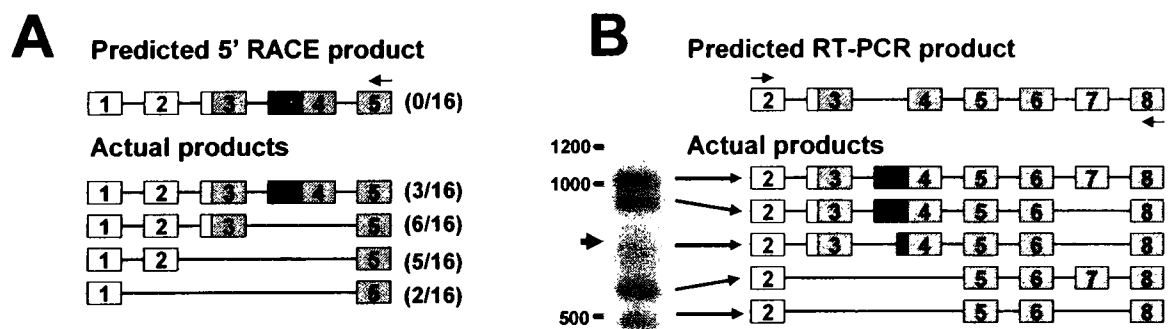 A
Predicted 5' RACE product
1 2 3 4 5 (0/16)
Actual products
1 2 3 4 5 (3/16)
1 2 3 5 (6/16)
1 2 5 (5/16)
1 5 (2/16)
B
Predicted RT-PCR product
2 3 4 5 6 7 8
Actual products
1200
1000
500
2 3 4 5 6 7 8
2 3 4 5 6 8
2 3 4 5 6 8
2 5 6 7 8
2 5 6 8